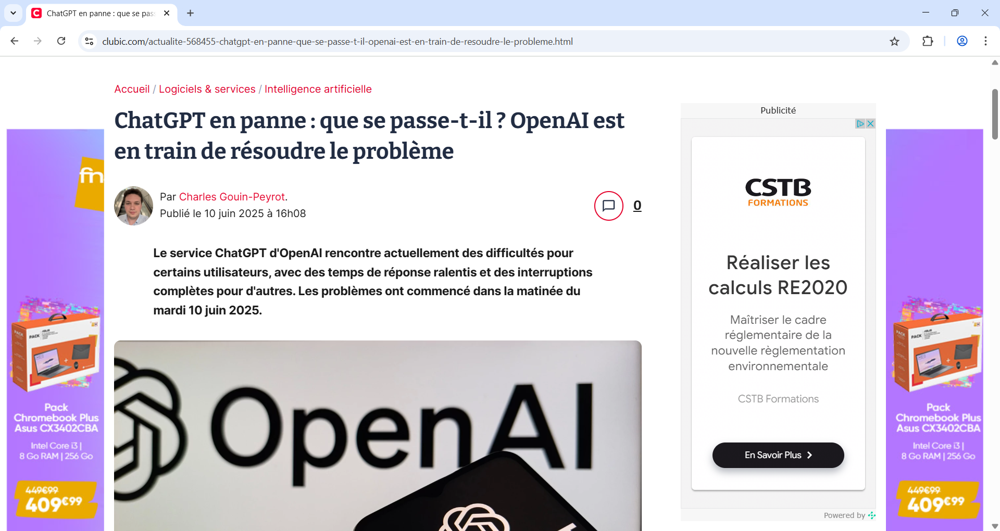 ChatGPT en panne : que se pas
clubic.com/actualite-568455-chatgpt-en-panne-que-se-passe-t-il-openai-est-en-train-de-resoudre-le-probleme.html
Accueil / Logiciels & services / Intelligence artificielle
ChatGPT en panne : que se passe-t-il ? OpenAI est
en train de résoudre le problème
Par Charles Gouin-Peyrot.
Publié le 10 juin 2025 à 16h08
0
Le service ChatGPT d'OpenAI rencontre actuellement des difficultés pour
certains utilisateurs, avec des temps de réponse ralentis et des interruptions
complètes pour d'autres. Les problèmes ont commencé dans la matinée du
mardi 10 juin 2025.
OpenAI
Publicité
CSTB
FORMATIONS
Réaliser les
calculs RE2020
Maîtriser le cadre
réglementaire de la
nouvelle règlementation
environnementale
CSTB Formations
En Savoir Plus
Powered by
fn
PACK
PACK
Pack
Chromebook Plus
Asus CX3402CBA
Intel Core i3 |
8 Go RAM | 256 Go
449€99
409€99
PACK
PACK
Pack
Chromebook Plus
Asus CX3402CBA
Intel Core i3 |
8 Go RAM | 256 Go
449€99
409€99